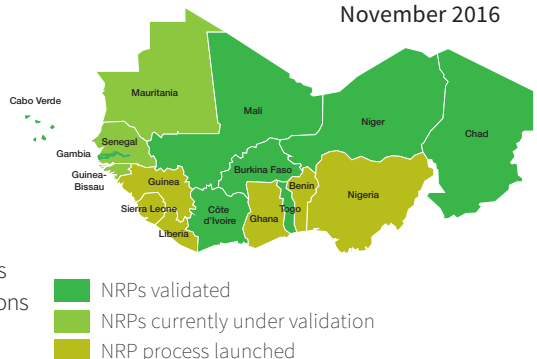 November 2016
Mauritania
Cabo Verde
Mali
Niger
Chad
Senegal
Gambia
Guinea-
Bissau
Burkina Faso
Guinea
Benin
Nigeria
Sierra Leone
Côte
d'Ivoire
Ghana
Togo
Liberia
s
ons
NRPs validated
NRPs currently under validation
NRP process launched